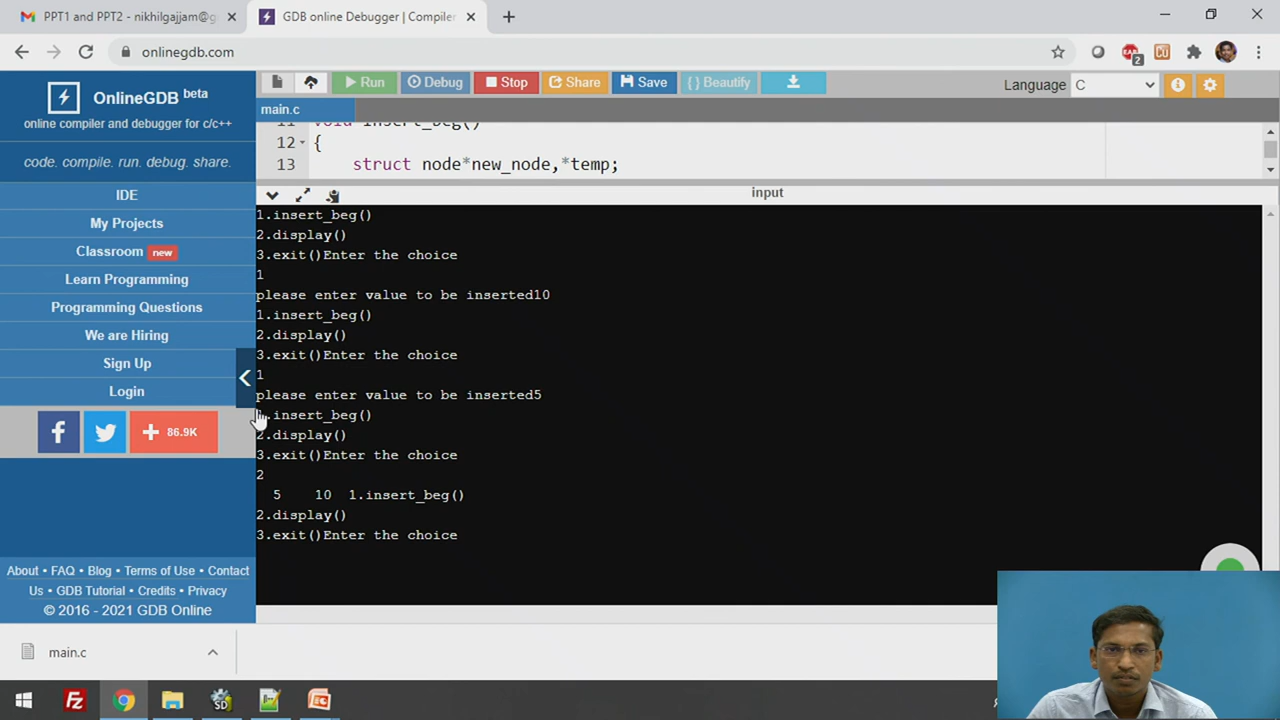 PPT1 and PPT2 - nikhilgajjam@g
GDB online Debugger | Compiler
onlinegdb.com
2
OnlineGDB beta
online compiler and debugger for c/c++
code. compile. run. debug. share.
IDE
My Projects
Classroom new
Learn Programming
Programming Questions
We are Hiring
Sign Up
Login
86.9K
About • FAQ • Blog • Terms of Use • Contact
Us • GDB Tutorial • Credits • Privacy
© 2016 - 2021 GDB Online
Run Debug Stop Share Save { } Beautify
Language C
main.c
11 void insert_beg()
12 {
13 struct node*new_node,*temp;
input
1.insert_beg()
2.display()
3.exit()Enter the choice
1
please enter value to be inserted10
1.insert_beg()
2.display()
3.exit()Enter the choice
1
please enter value to be inserted5
1.insert_beg()
2.display()
3.exit()Enter the choice
2
5 10 1.insert_beg()
2.display()
3.exit()Enter the choice
main.c